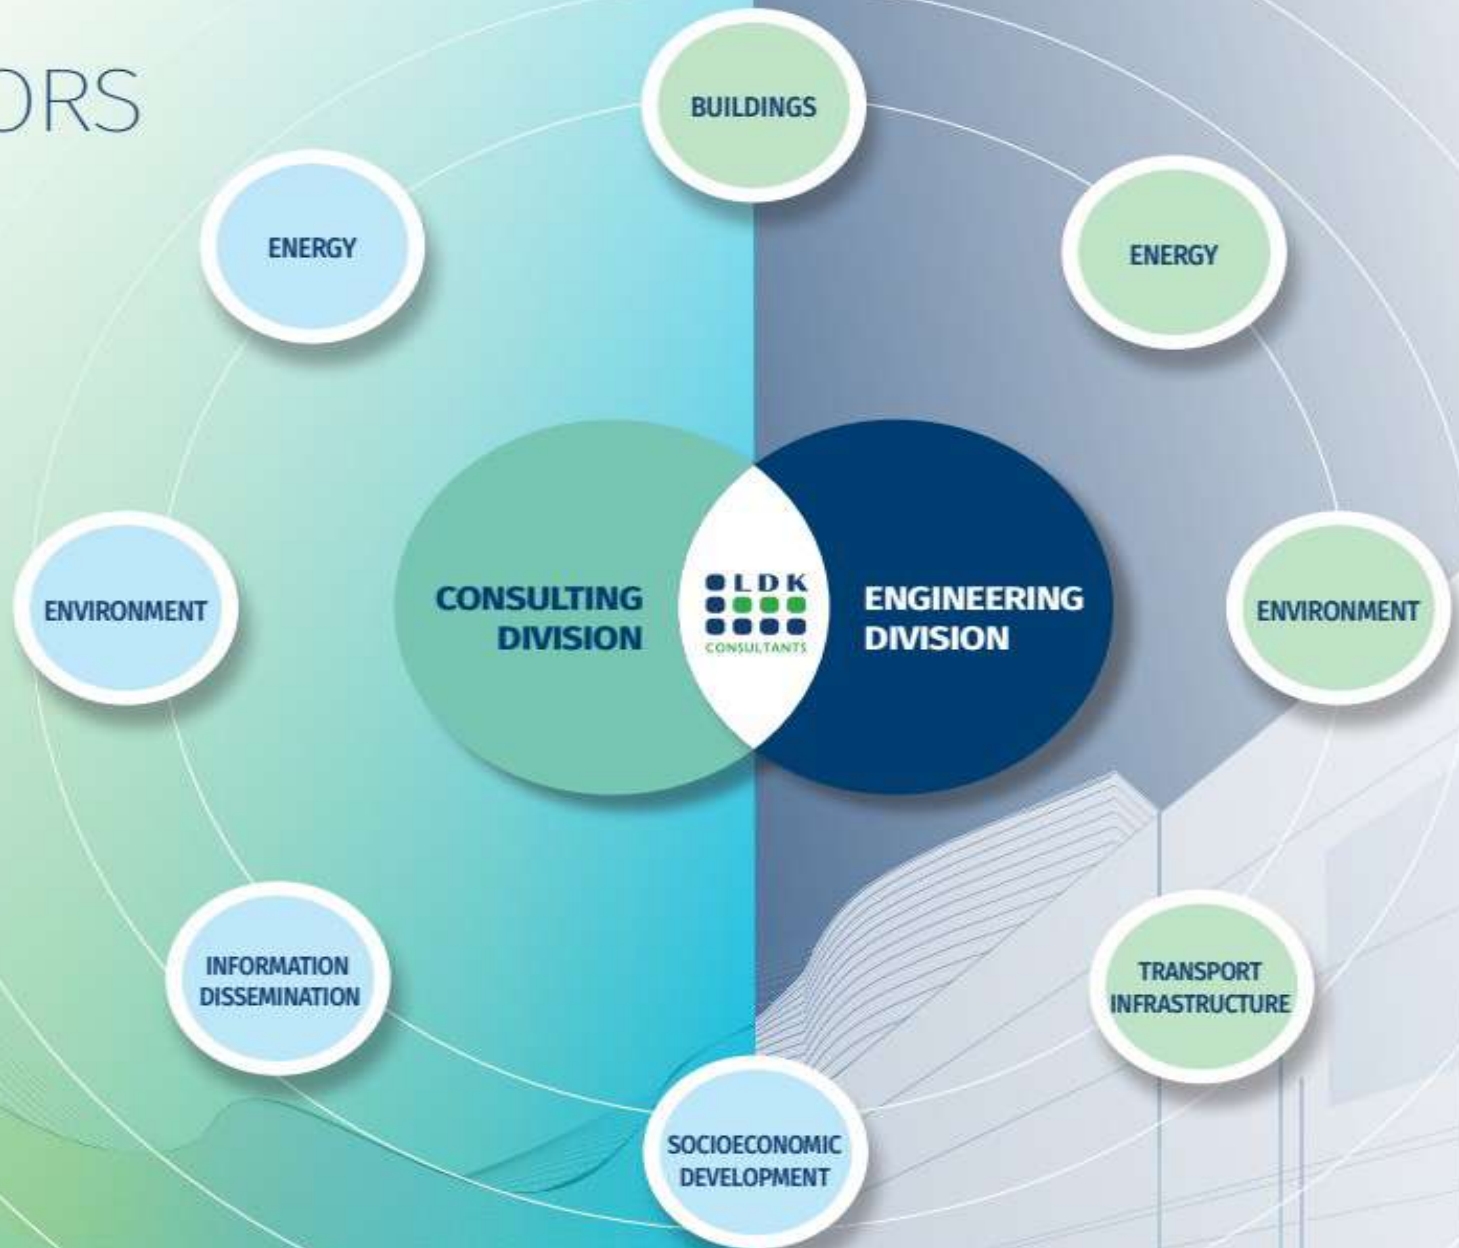 ORS
BUILDINGS
ENERGY
ENERGY
CONSULTING
DIVISION
LDK
CONSULTANTS
ENGINEERING
DIVISION
ENVIRONMENT
ENVIRONMENT
INFORMATION
DISSEMINATION
TRANSPORT
INFRASTRUCTURE
SOCIOECONOMIC
DEVELOPMENT